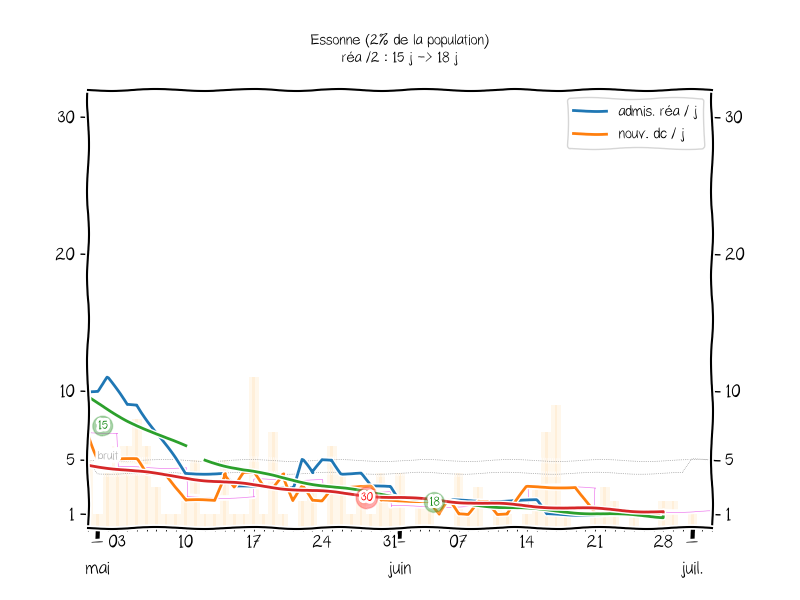 Essonne (2% de la population)
réa /2 : 15 j -> 18 j
admis. réa / j
nouv. dc / j
30
30
20
20
10
10
15
bruit
5
5
30
18
1
1
03
10
17
24
31
07
14
21
28
mai
juin
juil.